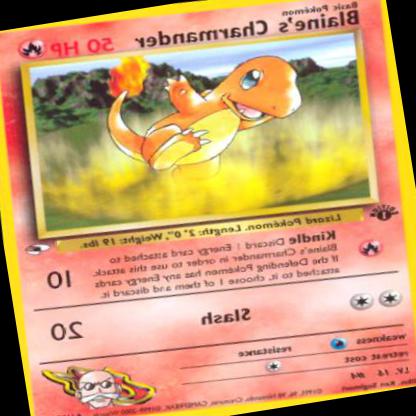 Basic Pokémon
Blaine's Charmander 50 HP
Lizard Pokémon. Length: 2' 0", Weight: 19 lbs.
Kindle Discard 1 Energy card attached to
Blaine's Charmander in order to use this attack.
If the Defending Pokémon has any Energy cards
attached to it, choose 1 of them and discard it.
10
Slash 20
weakness
resistance
retreat cost
LV. #4